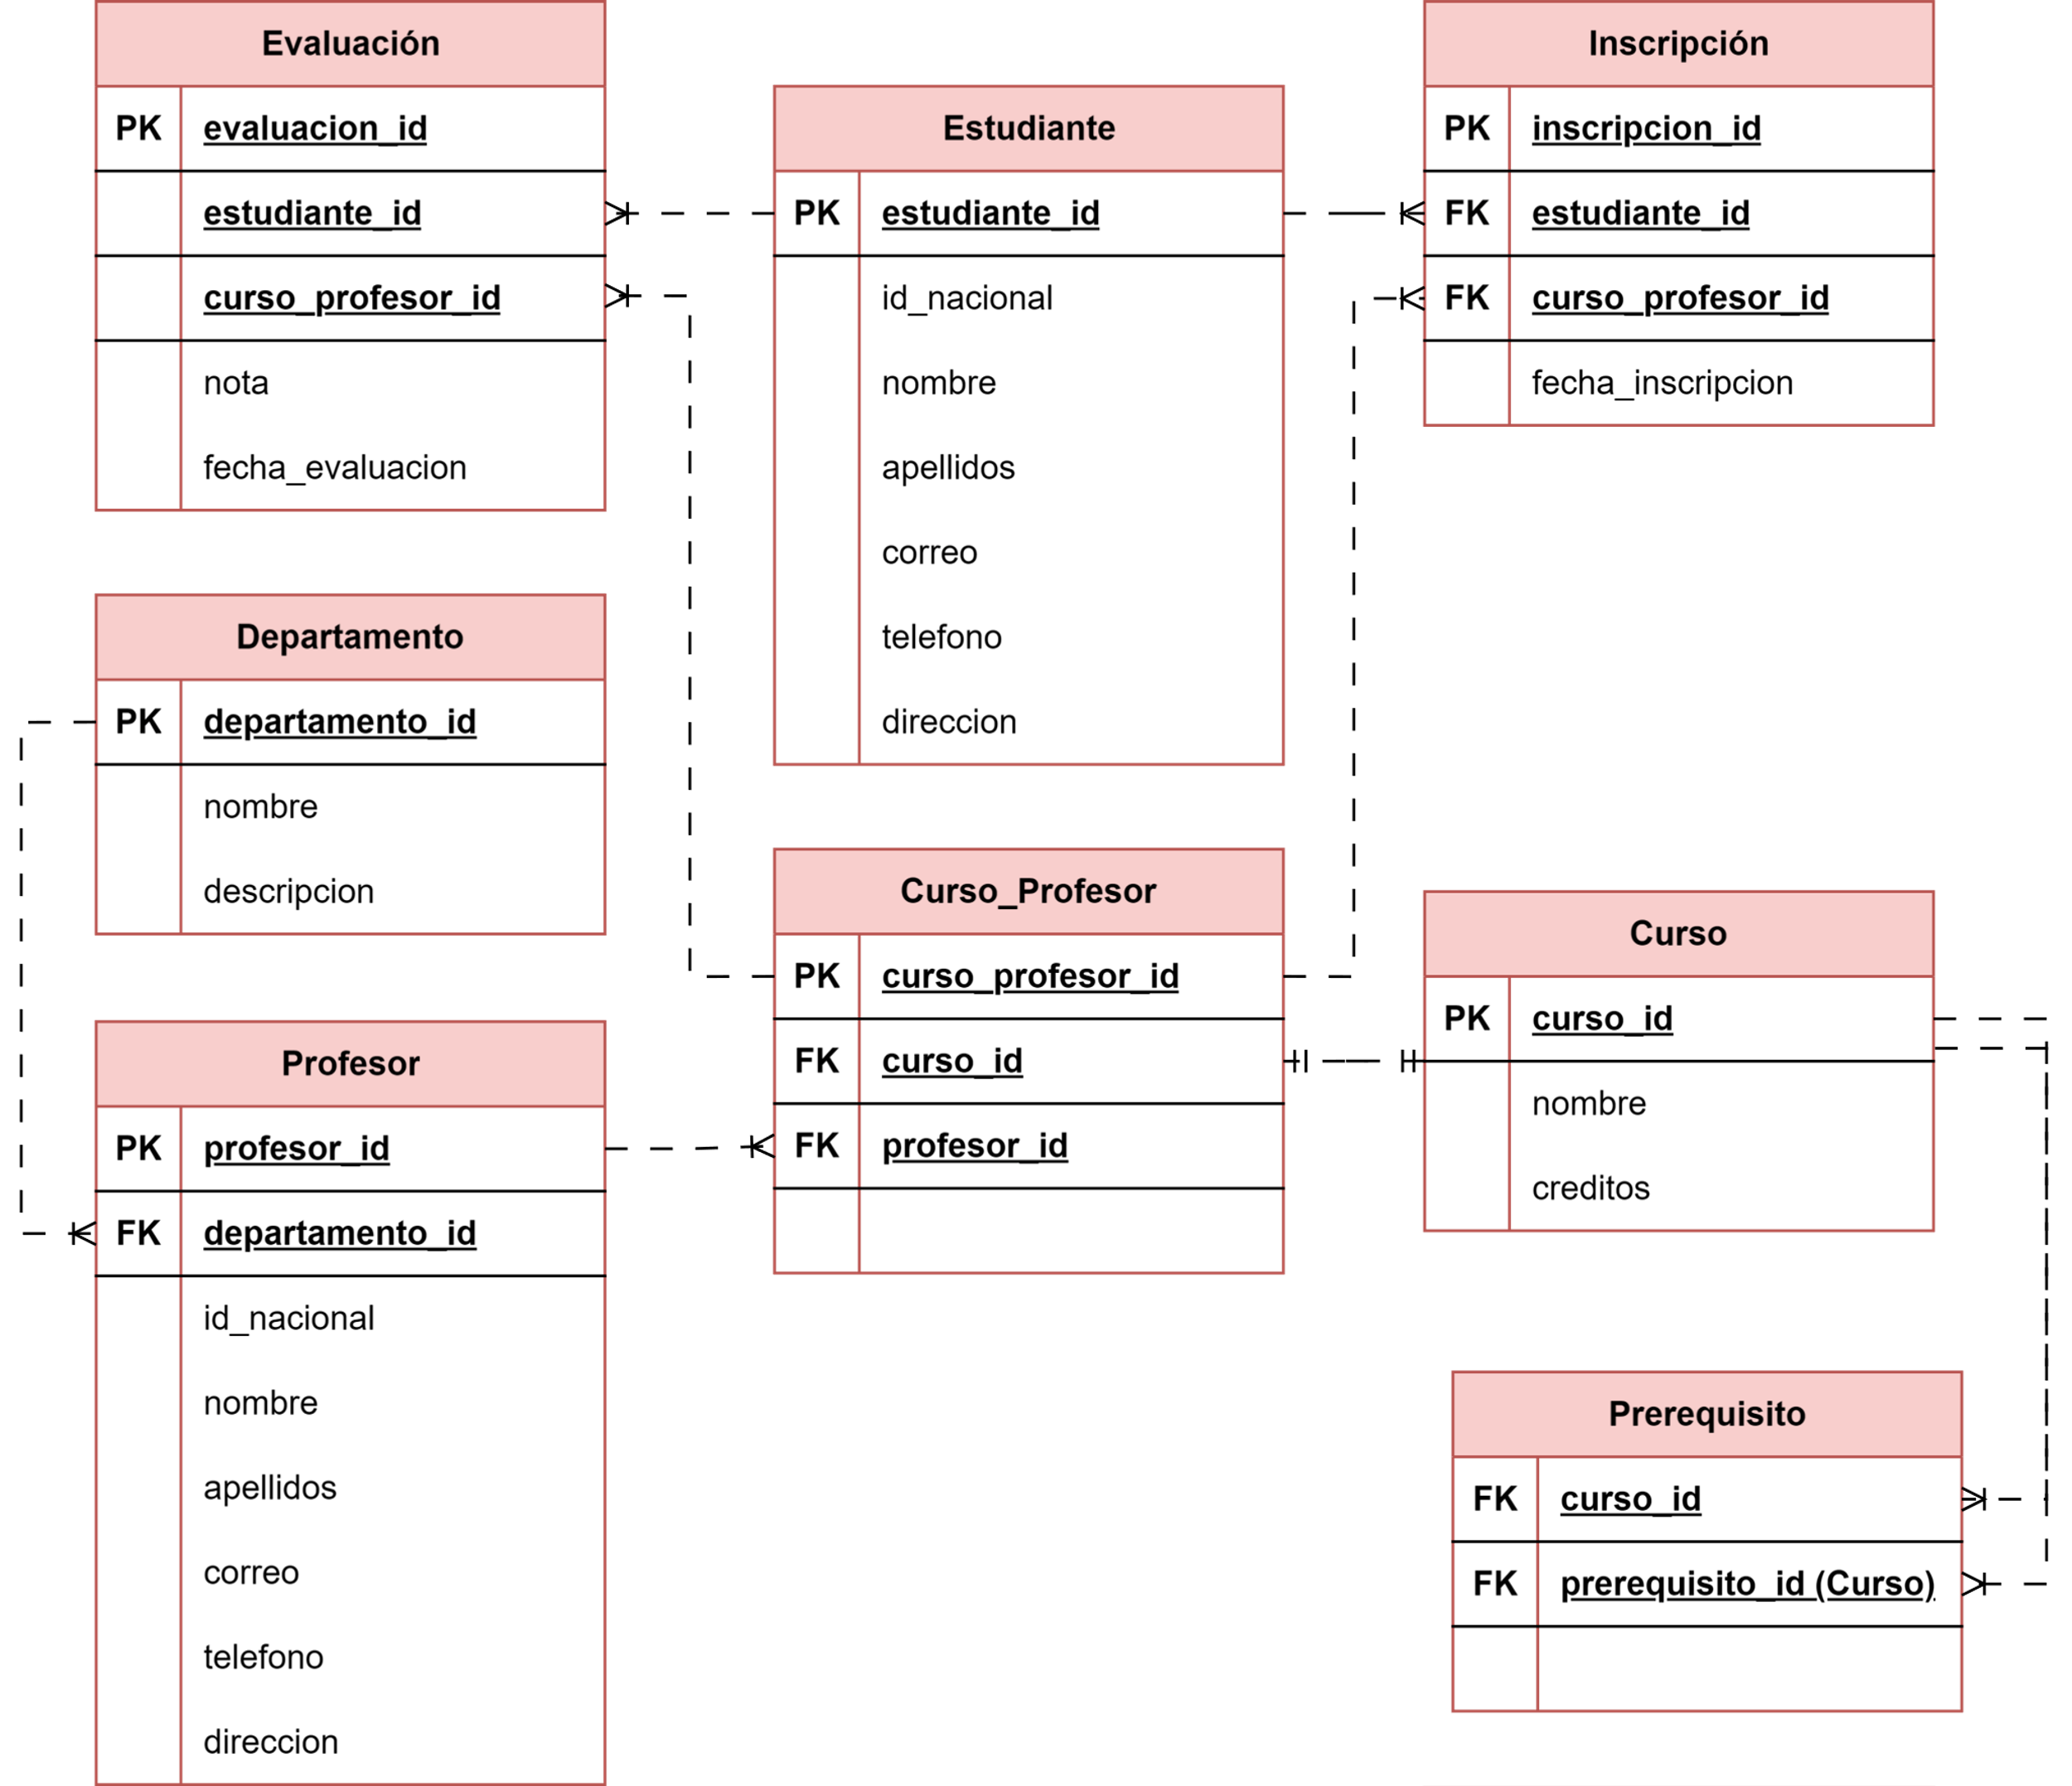 Evaluación
PK evaluacion_id
estudiante_id
curso_profesor_id
nota
fecha_evaluacion
Estudiante
PK estudiante_id
id_nacional
nombre
apellidos
correo
telefono
direccion
Inscripción
PK inscripcion_id
FK estudiante_id
FK curso_profesor_id
fecha_inscripcion
Departamento
PK departamento_id
nombre
descripcion
Curso_Profesor
PK curso_profesor_id
FK curso_id
FK profesor_id
Curso
PK curso_id
nombre
creditos
Profesor
PK profesor_id
FK departamento_id
id_nacional
nombre
apellidos
correo
telefono
direccion
Prerequisito
FK curso_id
FK prerequisito_id (Curso)